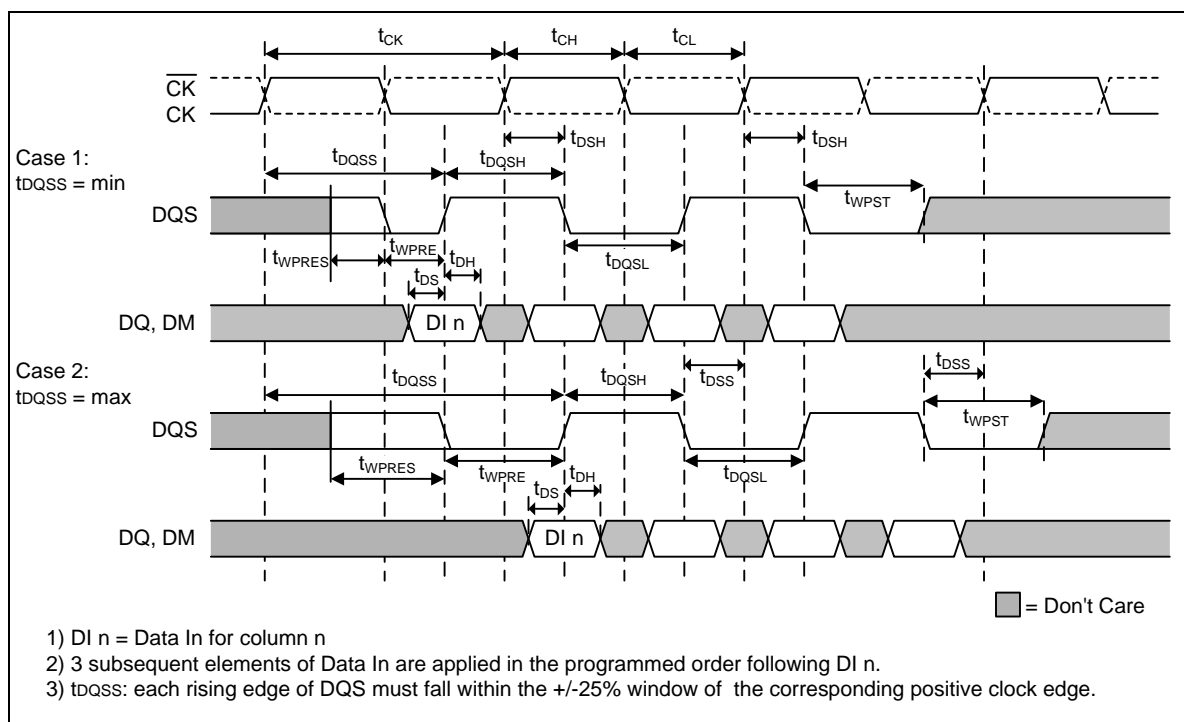 tCK tCH tCL
CK
CK
tDSH tDSH
Case 1:
tDQSS = min
tDQSS tDQSH
tWPST
DQS
tWPRES tWPRE tDQSL
tDS tDH
DQ, DM DI n
Case 2:
tDQSS = max
tDQSS tDQSH tDSS tDSS
tWPST
DQS
tWPRES tWPRE tDQSL
tDS tDH
DQ, DM DI n
= Don't Care
1) DI n = Data In for column n
2) 3 subsequent elements of Data In are applied in the programmed order following DI n.
3) tDQSS: each rising edge of DQS must fall within the +/-25% window of the corresponding positive clock edge.